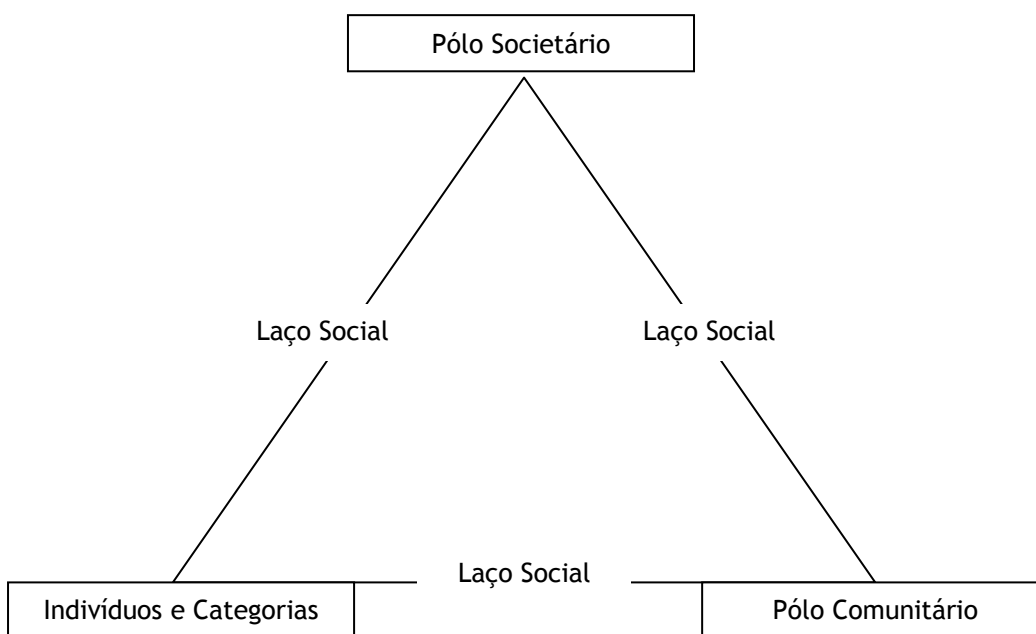 Pólo Societário
Laço Social
Laço Social
Laço Social
Indivíduos e Categorias
Pólo Comunitário